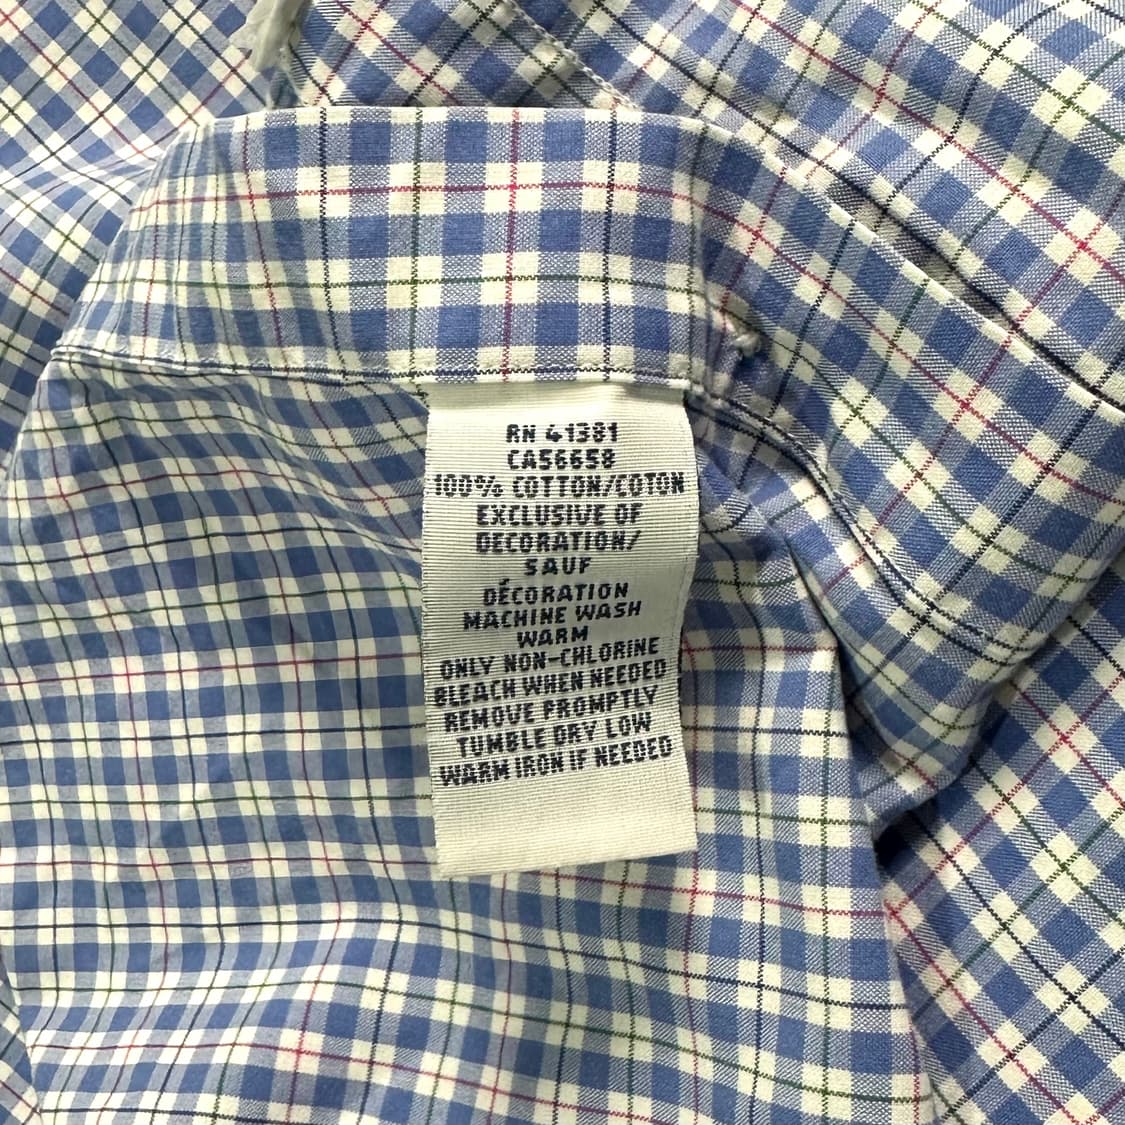 RN 41381
CA56658
100% COTTON/COTON
EXCLUSIVE OF
DECORATION/
SAUF
DÉCORATION
MACHINE WASH
WARM
ONLY NON-CHLORINE
BLEACH WHEN NEEDED
REMOVE PROMPTLY
TUMBLE DRY LOW
WARM IRON IF NEEDED